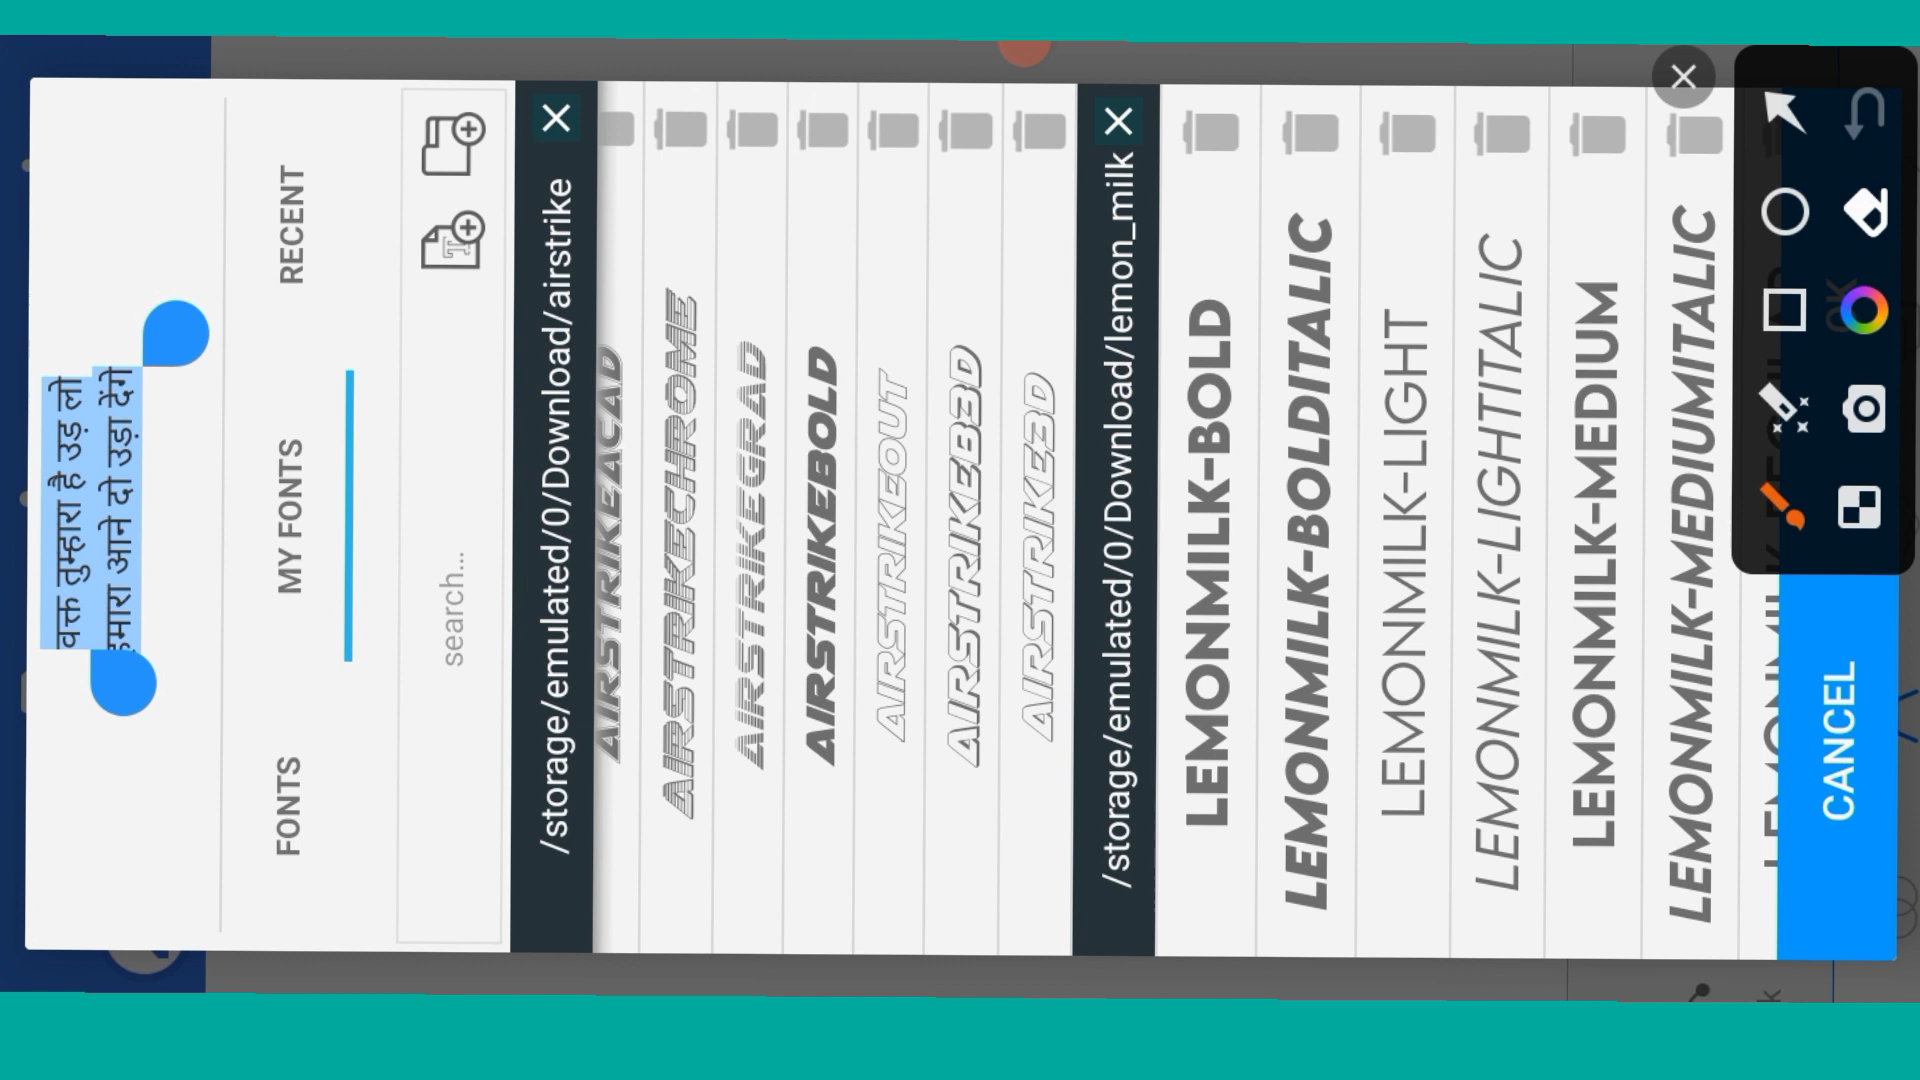 वक्त तुम्हारा है उड़ लो
हमारा आने दो उड़ा देंगे
FONTS
MY FONTS
RECENT
search...
/storage/emulated/0/Download/airstrike
AIRSTRIKEACAD
AIRSTRIKECHROME
AIRSTRIKEGRAD
AIRSTRIKEBOLD
AIRSTRIKEOUT
AIRSTRIKEB3D
AIRSTRIKE3D
/storage/emulated/0/Download/lemon_milk
LEMONMILK-BOLD
LEMONMILK-BOLDITALIC
LEMONMILK-LIGHT
LEMONMILK-LIGHTITALIC
LEMONMILK-MEDIUM
LEMONMILK-MEDIUMITALIC
CANCEL
OK